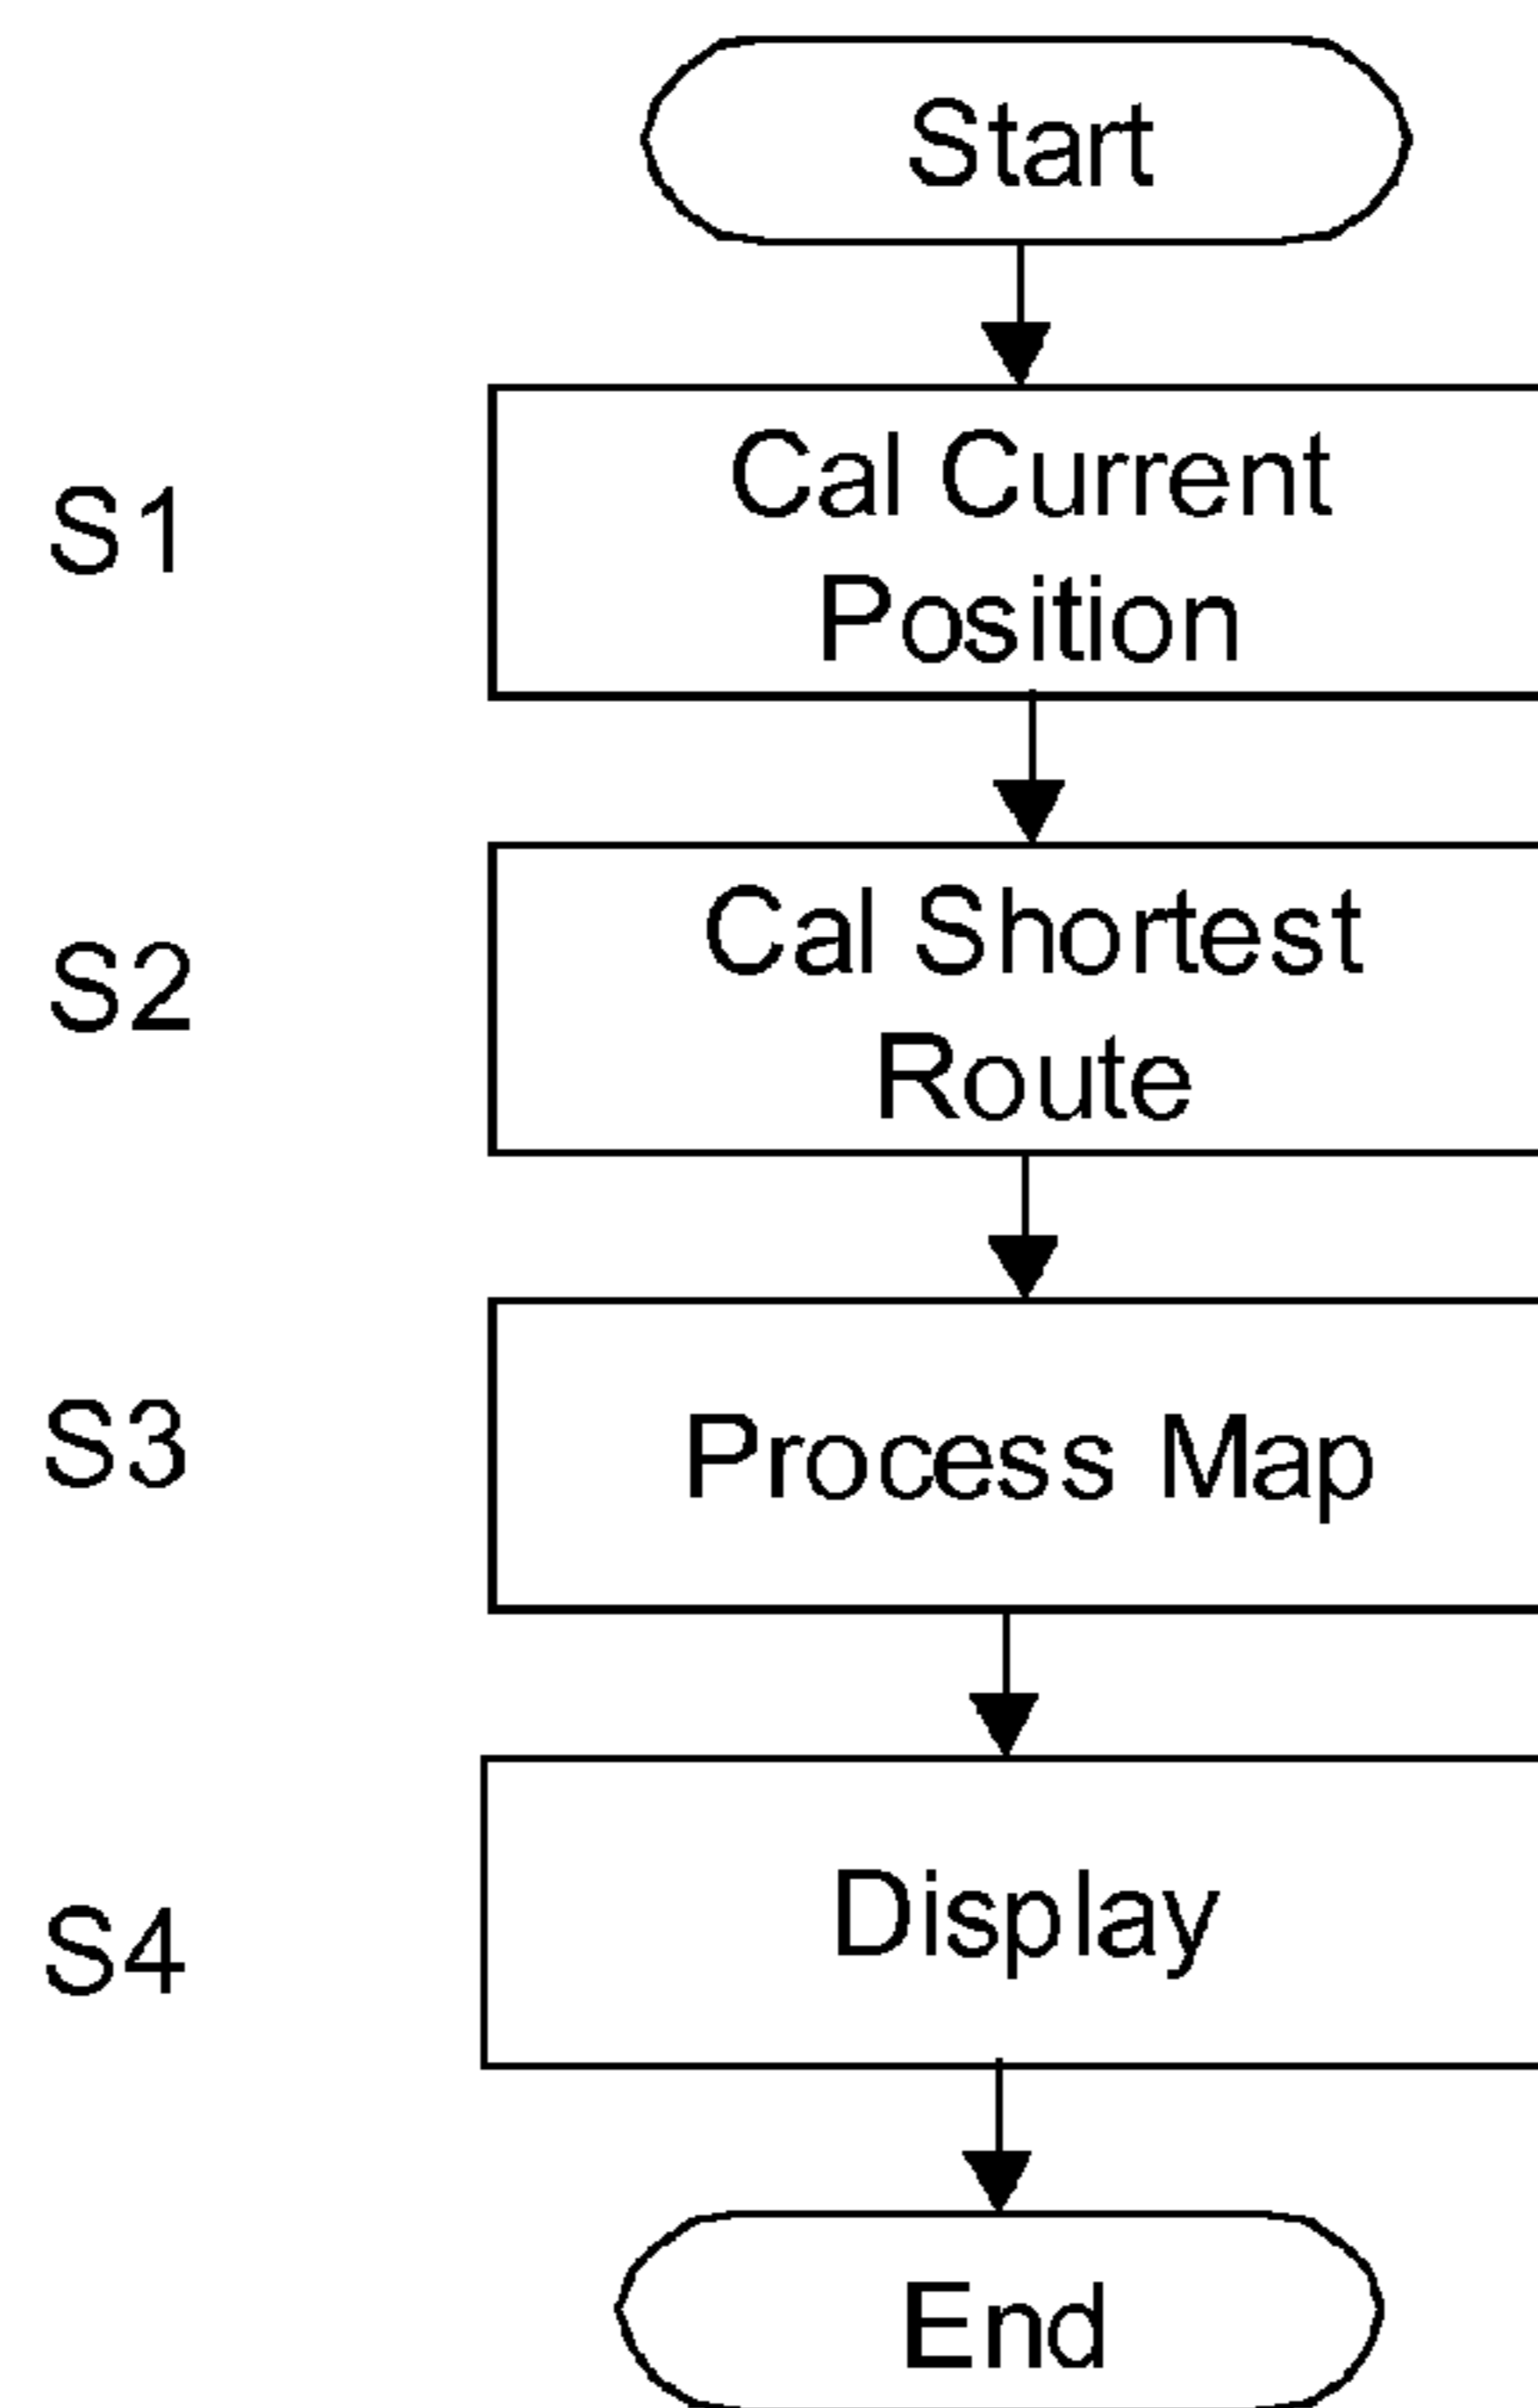 Start
S1
Cal Current
Position
S2
Cal Shortest
Route
S3
Process Map
S4
Display
End